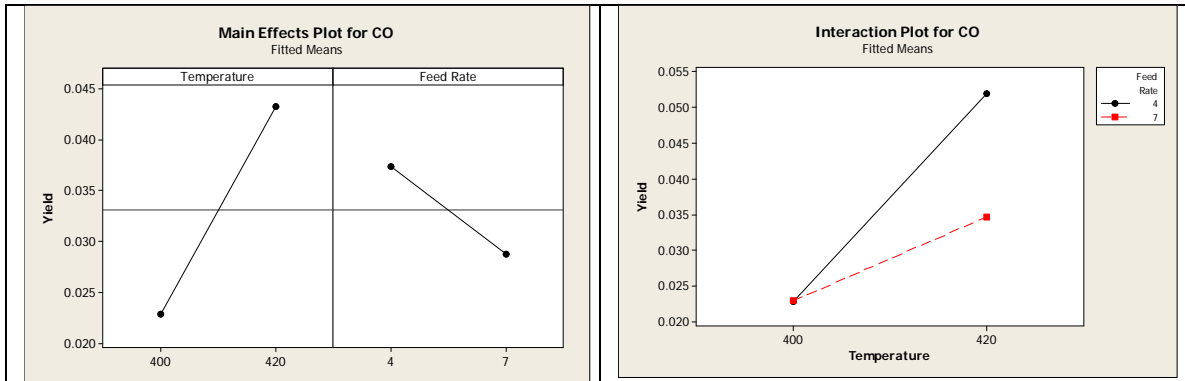 Main Effects Plot for CO
Fitted Means
Temperature Feed Rate
0.045
0.040
0.035
0.030
0.025
0.020
Yield
400 420 4 7
Interaction Plot for CO
Fitted Means
0.055
0.050
0.045
0.040
0.035
0.030
0.025
0.020
Yield
400 420
Temperature
Feed
Rate
4
7